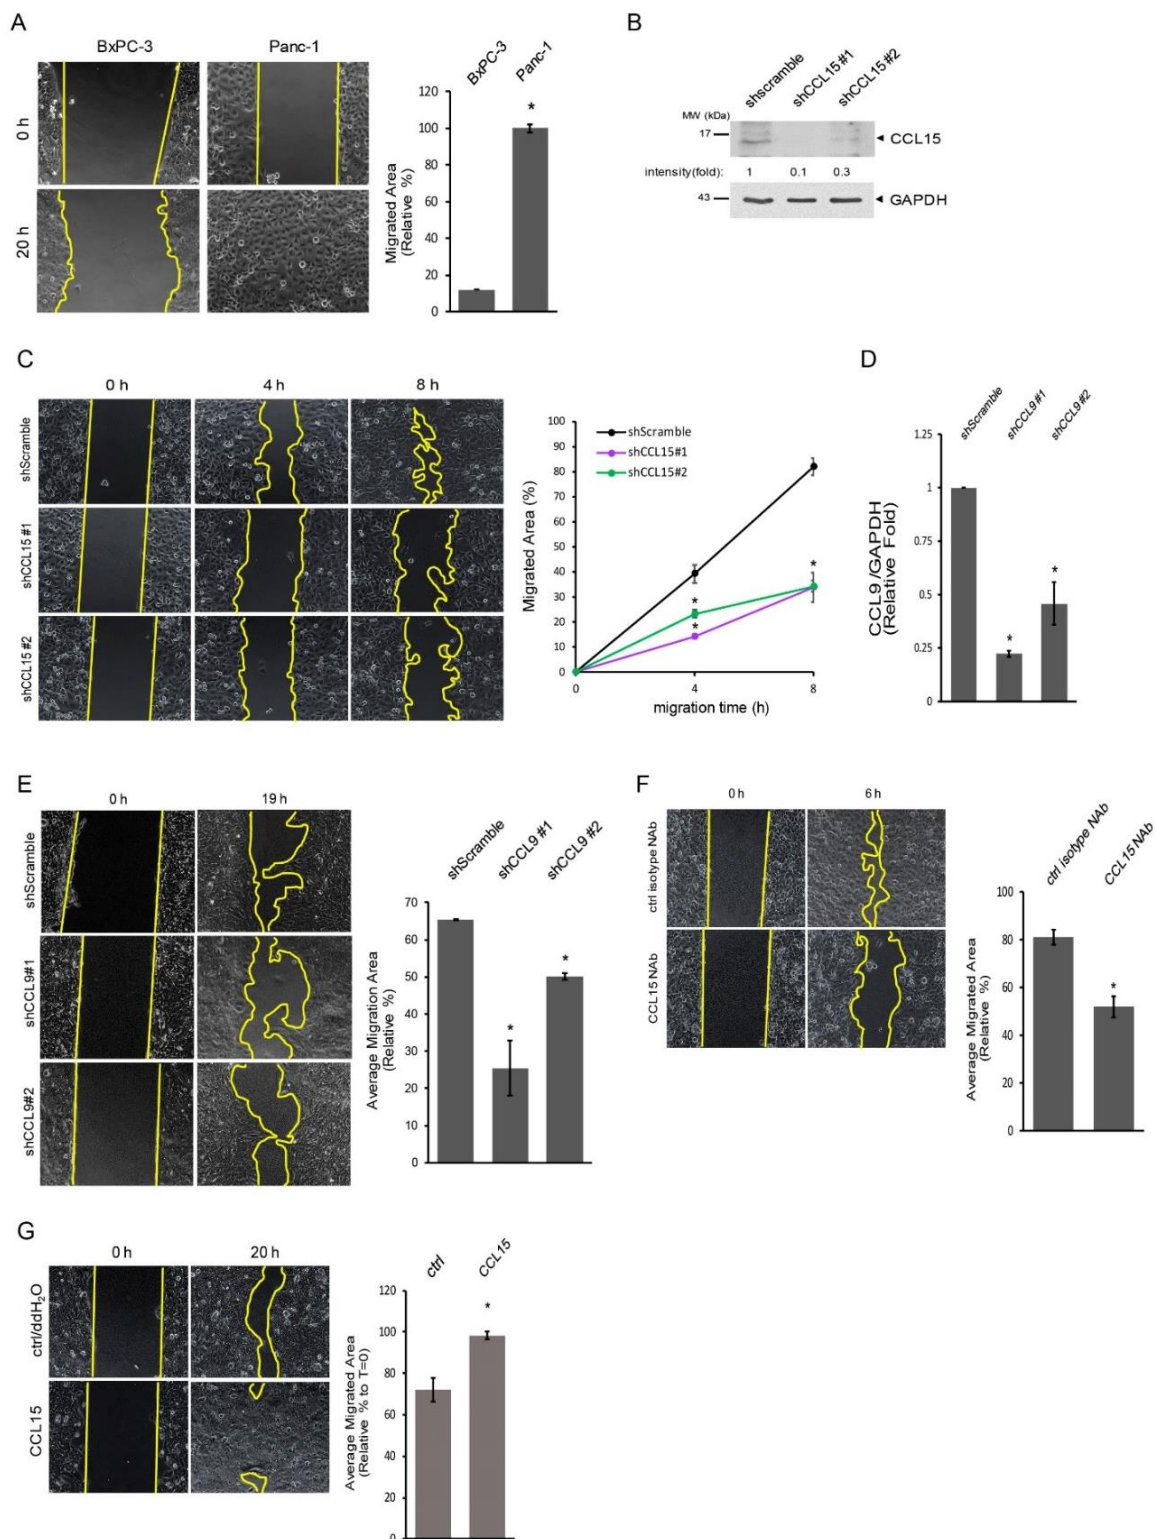 A
BxPC-3
Panc-1
0 h
20 h
BxPC-3
Panc-1
*
Migrated Area
(Relative %)
140
120
100
80
60
40
20
0
B
shscramble
shCCL15#1
shCCL15#2
MW (kDa)
17
CCL15
intensity(fold): 1 0.1 0.3
43
GAPDH
C
0 h 4 h 8 h
shScramble
shCCL15 #1
shCCL15 #2
Migrated Area (%)
100
90
80
70
60
50
40
30
20
10
0
shScramble
shCCL15#1
shCCL15#2
*
*
*
0 4 8
migration time (h)
D
shScramble
shCCL9#1
shCCL9#2
CCL9/GAPDH
(Relative Fold)
1.25
1
0.75
0.5
0.25
0
*
*
E
0 h 19 h
shScramble
shCCL9#1
shCCL9#2
shScramble
shCCL9 #1
shCCL9 #2
Average Migration Area
(Relative %)
70
60
50
40
30
20
10
0
*
*
F
0 h 6 h
ctrl isotype NAb
CCL15 NAb
ctrl isotype NAb
CCL15 NAb
Average Migrated Area
(Relative %)
100
80
60
40
20
0
*
G
0 h 20 h
ctrl/ddH₂O
CCL15
ctrl
CCL15
Average Migrated Area
(Relative % to T=0)
120
100
80
60
40
20
0
*